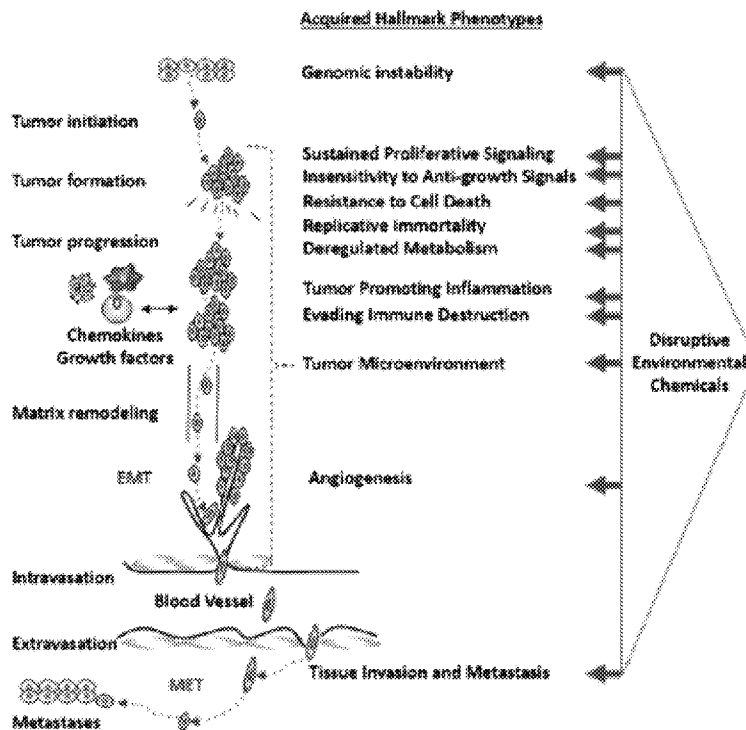 Acquired Hallmark Phenotypes
Genomic instability
Tumor initiation
Sustained Proliferative Signaling
Insensitivity to Anti-growth Signals
Tumor formation
Resistance to Cell Death
Replicative Immortality
Tumor progression
Deregulated Metabolism
Tumor Promoting Inflammation
Evading Immune Destruction
Chemokines
Growth factors
Tumor Microenvironment
Disruptive
Environmental
Chemicals
Matrix remodeling
EMT
Angiogenesis
Intravasation
Blood Vessel
Extravasation
Tissue Invasion and Metastasis
MET
Metastases